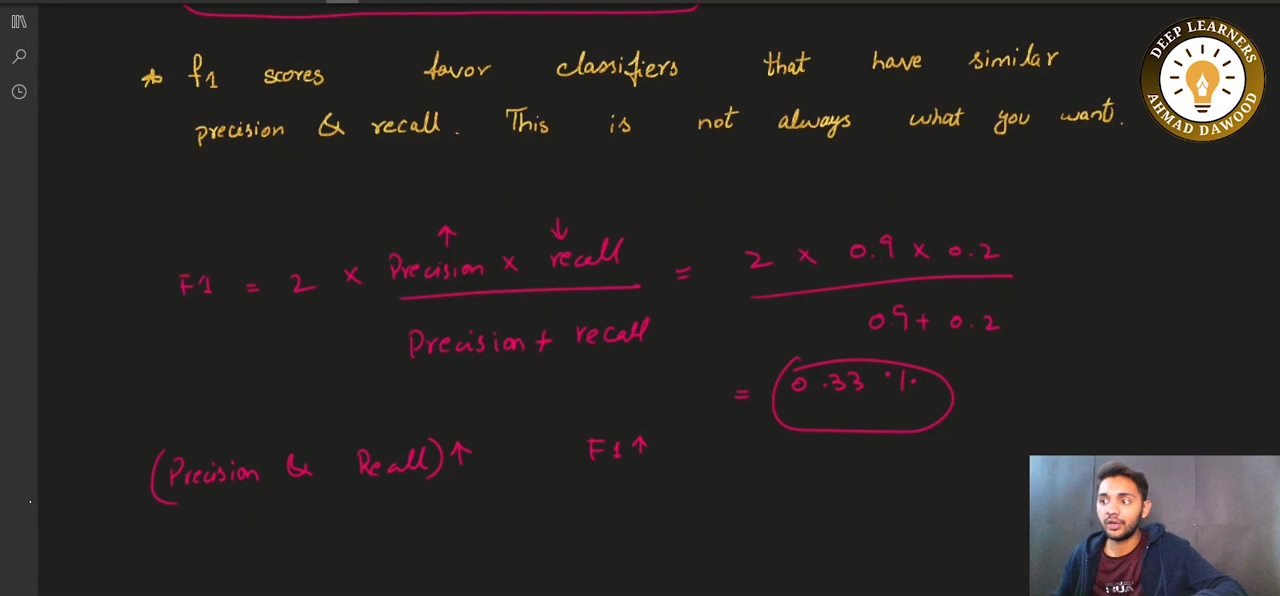 DEEP LEARNERS
AHMAD DAWOOD
* f1 scores favor classifiers that have similar
precision & recall. This is not always what you want.
↑ ↓
F1 = 2 × Precision × recall = 2 × 0.9 × 0.2
Precision + recall 0.9 + 0.2
= 0.33 %
(Precision & Recall) ↑ F1 ↑